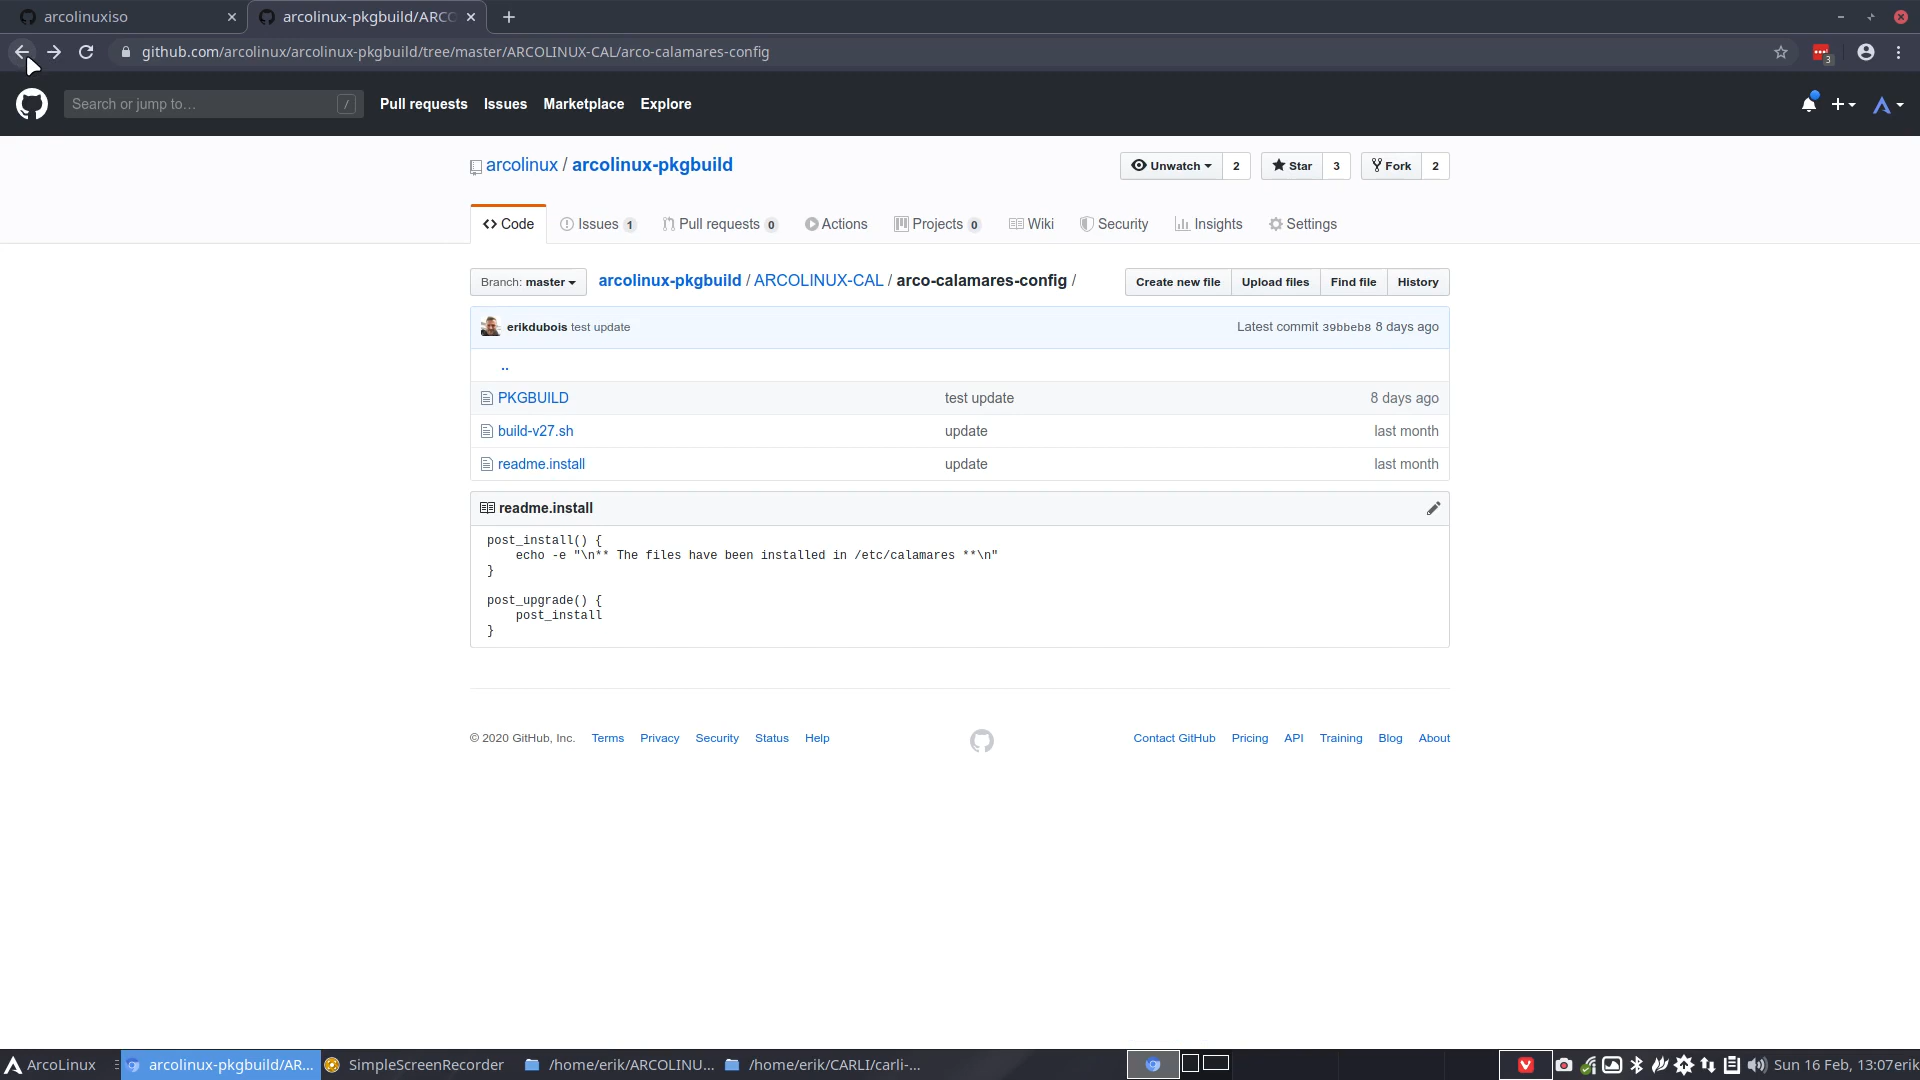 arcolinuxiso
arcolinux-pkgbuild/ARCO
github.com/arcolinux/arcolinux-pkgbuild/tree/master/ARCOLINUX-CAL/arco-calamares-config
3
Search or jump to… /
Pull requests Issues Marketplace Explore
arcolinux / arcolinux-pkgbuild
Unwatch 2 Star 3 Fork 2
Code Issues 1 Pull requests 0 Actions Projects 0 Wiki Security Insights Settings
Branch: master arcolinux-pkgbuild / ARCOLINUX-CAL / arco-calamares-config / Create new file Upload files Find file History
erikdubois test update Latest commit 39bbeb8 8 days ago
..
PKGBUILD test update 8 days ago
build-v27.sh update last month
readme.install update last month
readme.install
post_install() {
echo -e "\n** The files have been installed in /etc/calamares **\n"
}
post_upgrade() {
post_install
}
© 2020 GitHub, Inc. Terms Privacy Security Status Help Contact GitHub Pricing API Training Blog About
ArcoLinux arcolinux-pkgbuild/AR... SimpleScreenRecorder /home/erik/ARCOLINU... /home/erik/CARLI/carli-... Sun 16 Feb, 13:07 erik